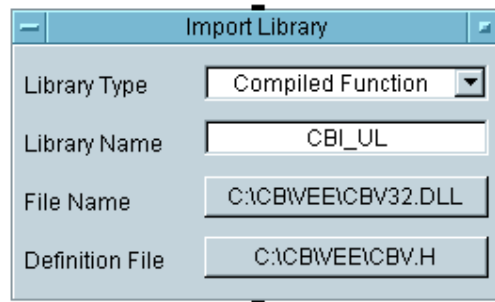 Import Library
Library Type Compiled Function
Library Name CBI_UL
File Name C:\CB\VEE\CBV32.DLL
Definition File C:\CB\VEE\CBV.H